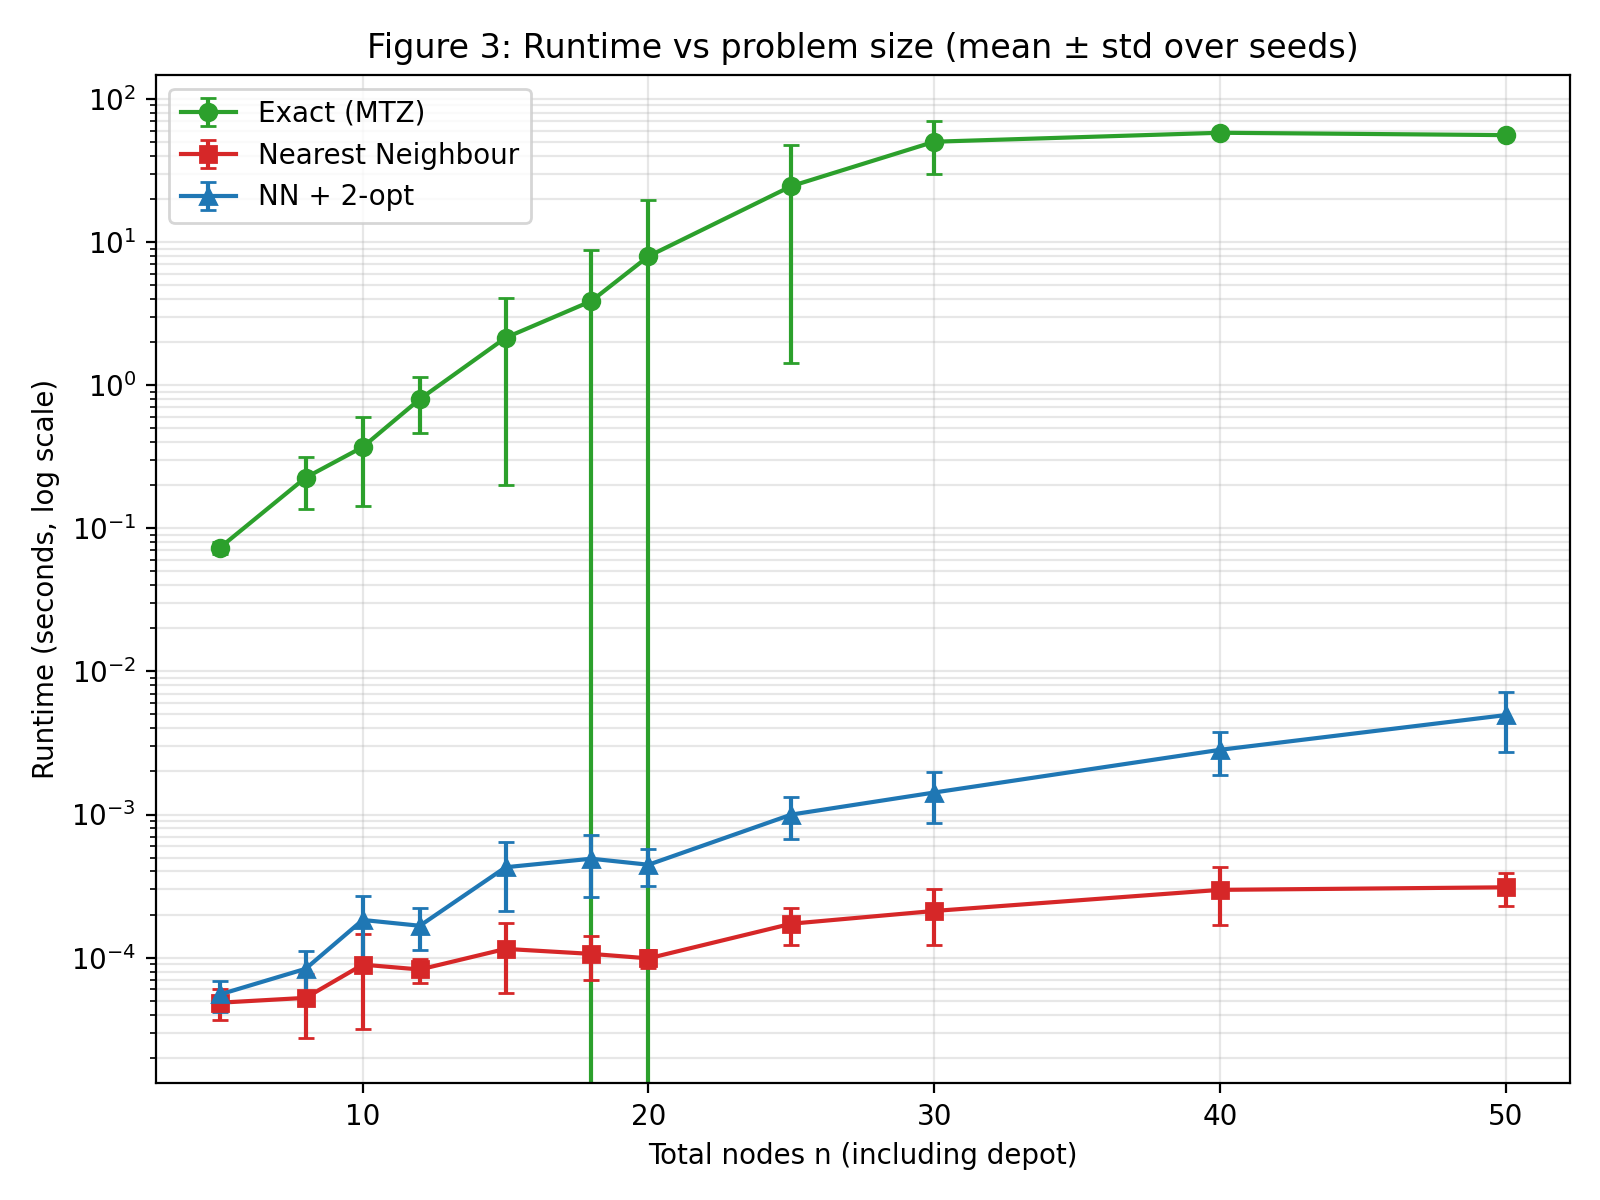 Figure 3: Runtime vs problem size (mean ± std over seeds)
Exact (MTZ)
Nearest Neighbour
NN + 2-opt
Runtime (seconds, log scale)
10²
10¹
10⁰
10⁻¹
10⁻²
10⁻³
10⁻⁴
10 20 30 40 50
Total nodes n (including depot)